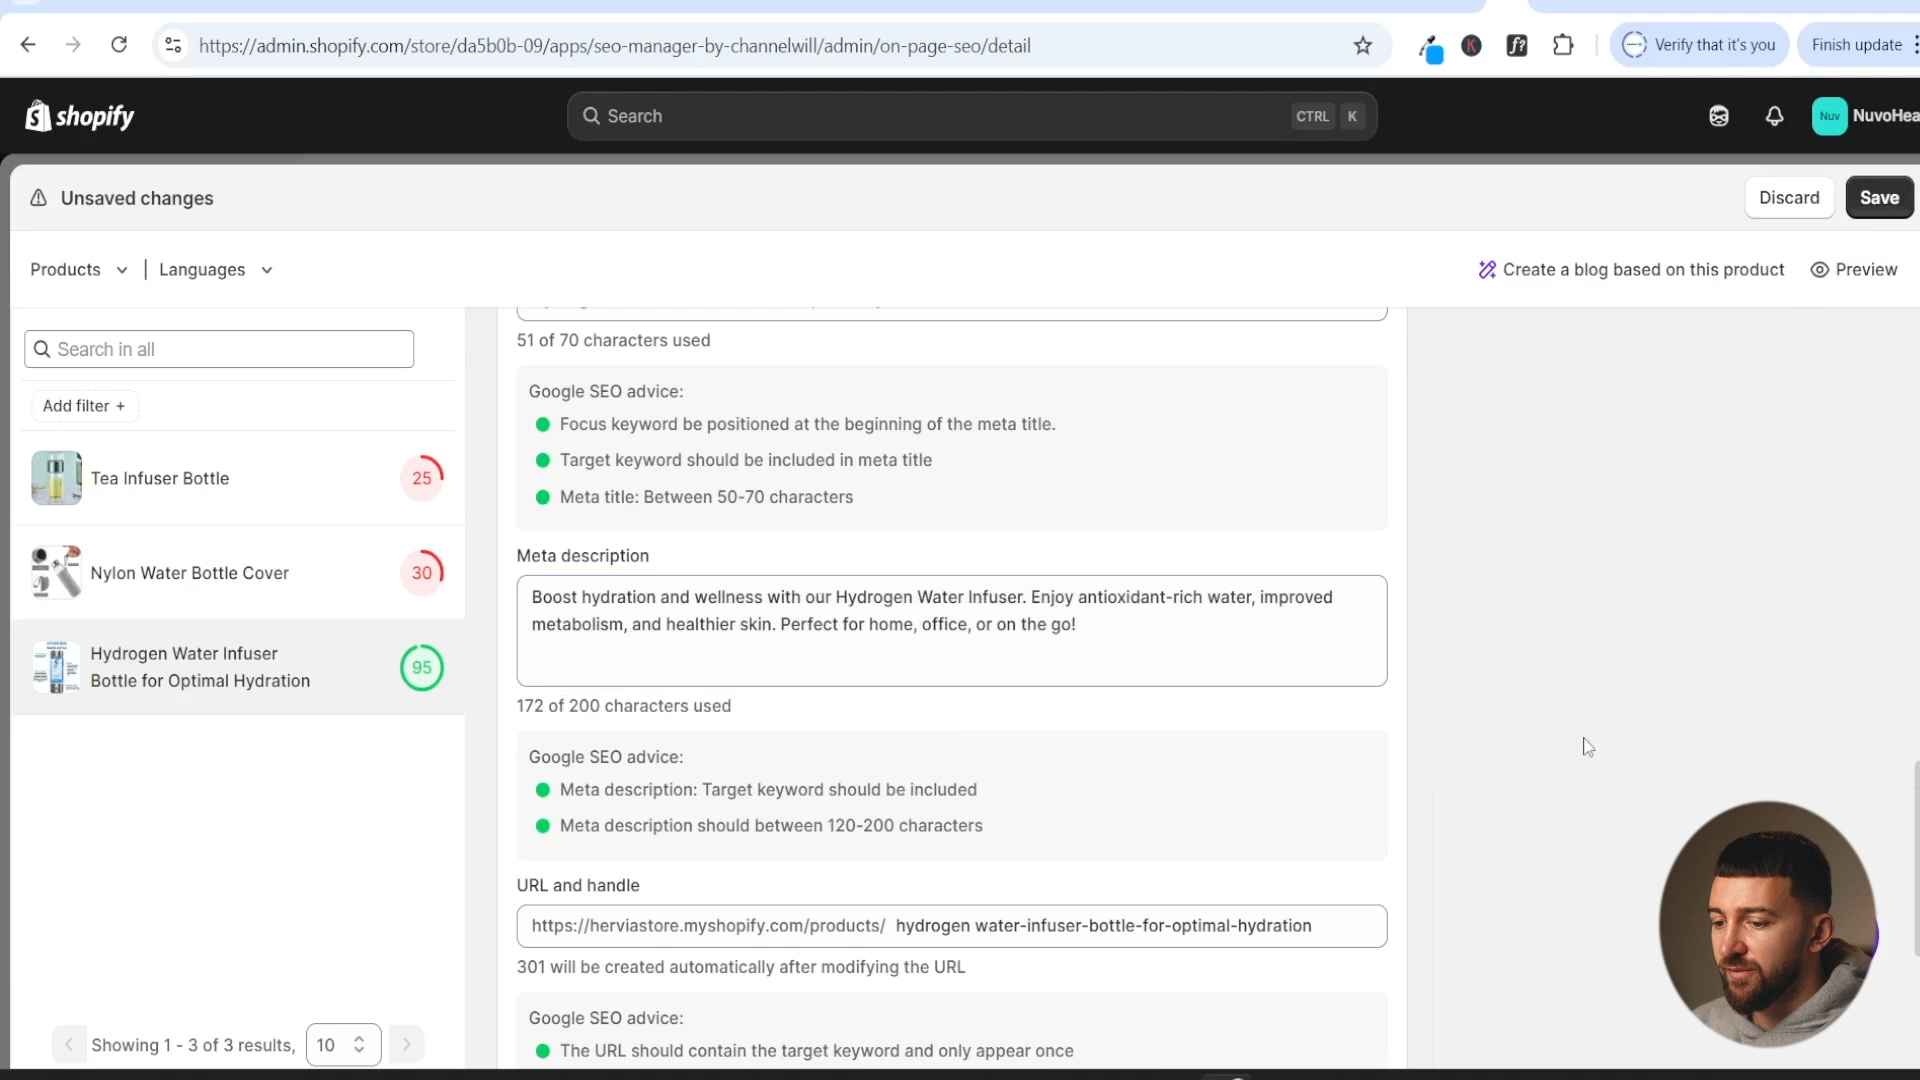 https://admin.shopify.com/store/da5b0b-09/apps/seo-manager-by-channelwill/admin/on-page-seo/detail
Verify that it's you
Finish update
shopify
Search
CTRL K
Nuv
NuvoHea
Unsaved changes
Discard
Save
Products
Languages
Create a blog based on this product
Preview
Search in all
Add filter +
Tea Infuser Bottle
25
Nylon Water Bottle Cover
30
Hydrogen Water Infuser
Bottle for Optimal Hydration
95
Showing 1 - 3 of 3 results,
10
51 of 70 characters used
Google SEO advice:
Focus keyword be positioned at the beginning of the meta title.
Target keyword should be included in meta title
Meta title: Between 50-70 characters
Meta description
Boost hydration and wellness with our Hydrogen Water Infuser. Enjoy antioxidant-rich water, improved
metabolism, and healthier skin. Perfect for home, office, or on the go!
172 of 200 characters used
Google SEO advice:
Meta description: Target keyword should be included
Meta description should between 120-200 characters
URL and handle
https://herviastore.myshopify.com/products/ hydrogen water-infuser-bottle-for-optimal-hydration
301 will be created automatically after modifying the URL
Google SEO advice:
The URL should contain the target keyword and only appear once